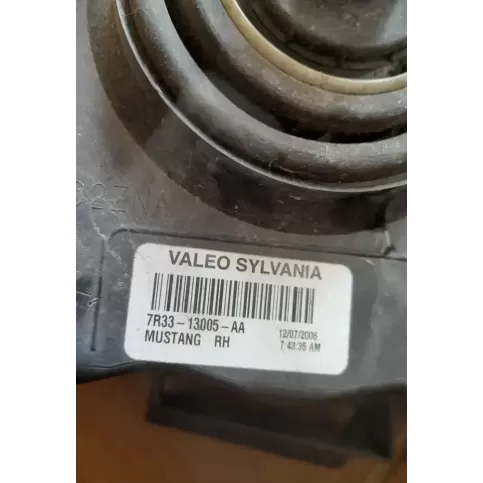 VALEO SYLVANIA
7R33-13005-AA
12/07/2006
MUSTANG RH
7:43:35 AM